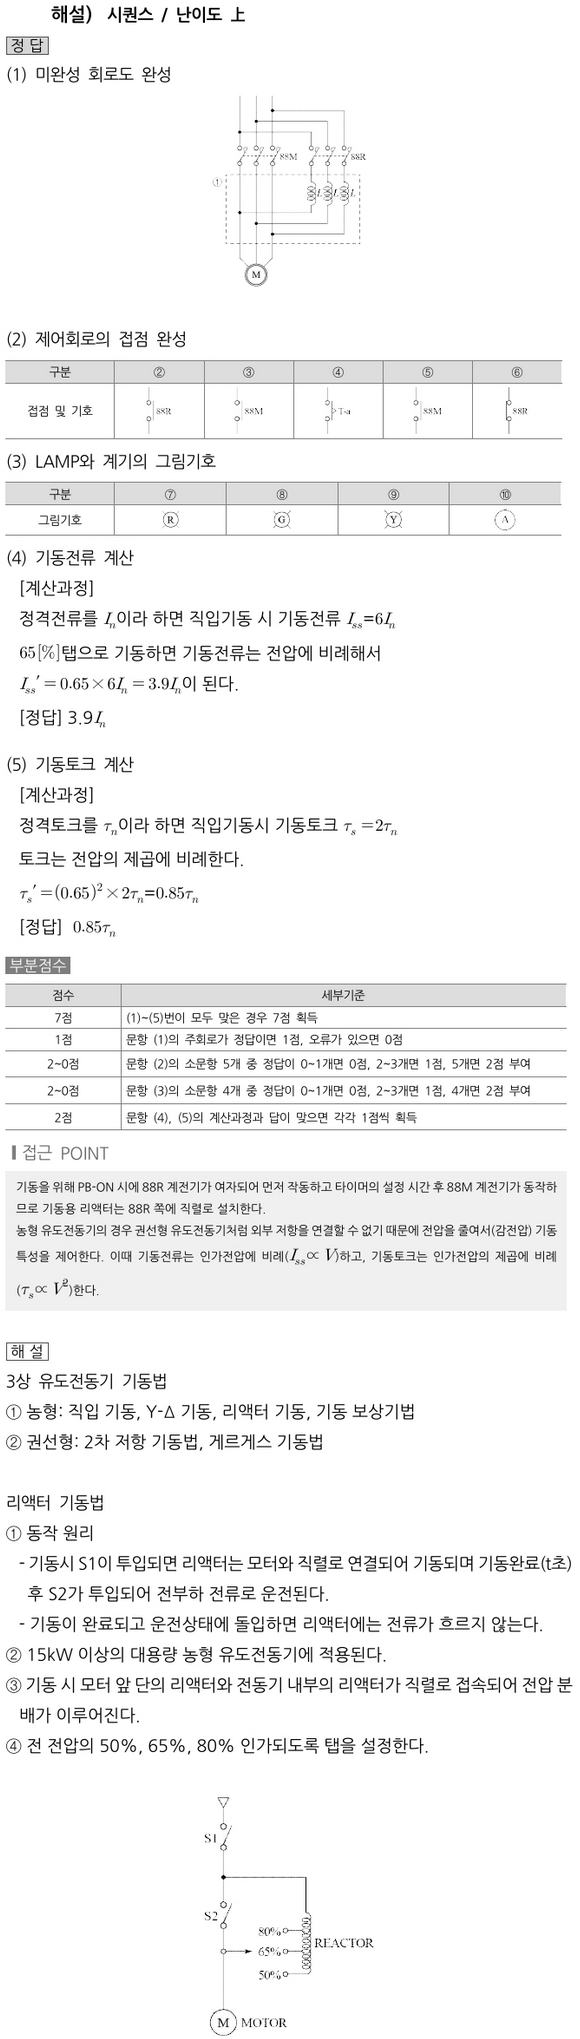 해설) 시퀀스 / 난이도 上
정 답
(1) 미완성 회로도 완성
88M 88R
① L L L
M
(2) 제어회로의 접점 완성
구분 ② ③ ④ ⑤ ⑥
접점 및 기호 88R 88M T-a 88M 88R
(3) LAMP와 계기의 그림기호
구분 ⑦ ⑧ ⑨ ⑩
그림기호 R G Y A
(4) 기동전류 계산
[계산과정]
정격전류를 Iₙ이라 하면 직입기동 시 기동전류 Iₛₛ=6Iₙ
65[%]탭으로 기동하면 기동전류는 전압에 비례해서
Iₛₛ′ = 0.65×6Iₙ = 3.9Iₙ이 된다.
[정답] 3.9Iₙ
(5) 기동토크 계산
[계산과정]
정격토크를 τₙ이라 하면 직입기동시 기동토크 τₛ =2τₙ
토크는 전압의 제곱에 비례한다.
τₛ′ =(0.65)² × 2τₙ=0.85τₙ
[정답] 0.85τₙ
부분점수
점수 세부기준
7점 (1)~(5)번이 모두 맞은 경우 7점 획득
1점 문항 (1)의 주회로가 정답이면 1점, 오류가 있으면 0점
2~0점 문항 (2)의 소문항 5개 중 정답이 0~1개면 0점, 2~3개면 1점, 5개면 2점 부여
2~0점 문항 (3)의 소문항 4개 중 정답이 0~1개면 0점, 2~3개면 1점, 4개면 2점 부여
2점 문항 (4), (5)의 계산과정과 답이 맞으면 각각 1점씩 획득
접근 POINT
기동을 위해 PB-ON 시에 88R 계전기가 여자되어 먼저 작동하고 타이머의 설정 시간 후 88M 계전기가 동작하
므로 기동용 리액터는 88R 쪽에 직렬로 설치한다.
농형 유도전동기의 경우 권선형 유도전동기처럼 외부 저항을 연결할 수 없기 때문에 전압을 줄여서(감전압) 기동
특성을 제어한다. 이때 기동전류는 인가전압에 비례(Iₛₛ∝ V)하고, 기동토크는 인가전압의 제곱에 비례
(τₛ∝ V²)한다.
해 설
3상 유도전동기 기동법
① 농형: 직입 기동, Y-Δ 기동, 리액터 기동, 기동 보상기법
② 권선형: 2차 저항 기동법, 게르게스 기동법
리액터 기동법
① 동작 원리
- 기동시 S1이 투입되면 리액터는 모터와 직렬로 연결되어 기동되며 기동완료(t초)
후 S2가 투입되어 전부하 전류로 운전된다.
- 기동이 완료되고 운전상태에 돌입하면 리액터에는 전류가 흐르지 않는다.
② 15kW 이상의 대용량 농형 유도전동기에 적용된다.
③ 기동 시 모터 앞 단의 리액터와 전동기 내부의 리액터가 직렬로 접속되어 전압 분
배가 이루어진다.
④ 전 전압의 50%, 65%, 80% 인가되도록 탭을 설정한다.
S1
S2
80%
REACTOR
65%
50%
M MOTOR